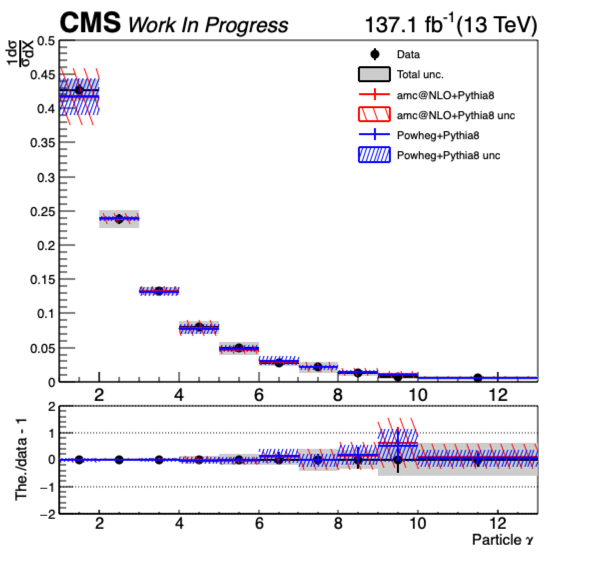 CMS Work In Progress 137.1 fb⁻¹(13 TeV)
1 dσ
σ dX
0.5
0.45
0.4
0.35
0.3
0.25
0.2
0.15
0.1
0.05
0
Data
Total unc.
amc@NLO+Pythia8
amc@NLO+Pythia8 unc
Powheg+Pythia8
Powheg+Pythia8 unc
2 4 6 8 10 12
The./data - 1
2
1
0
−1
−2
2 4 6 8 10 12
Particle γ